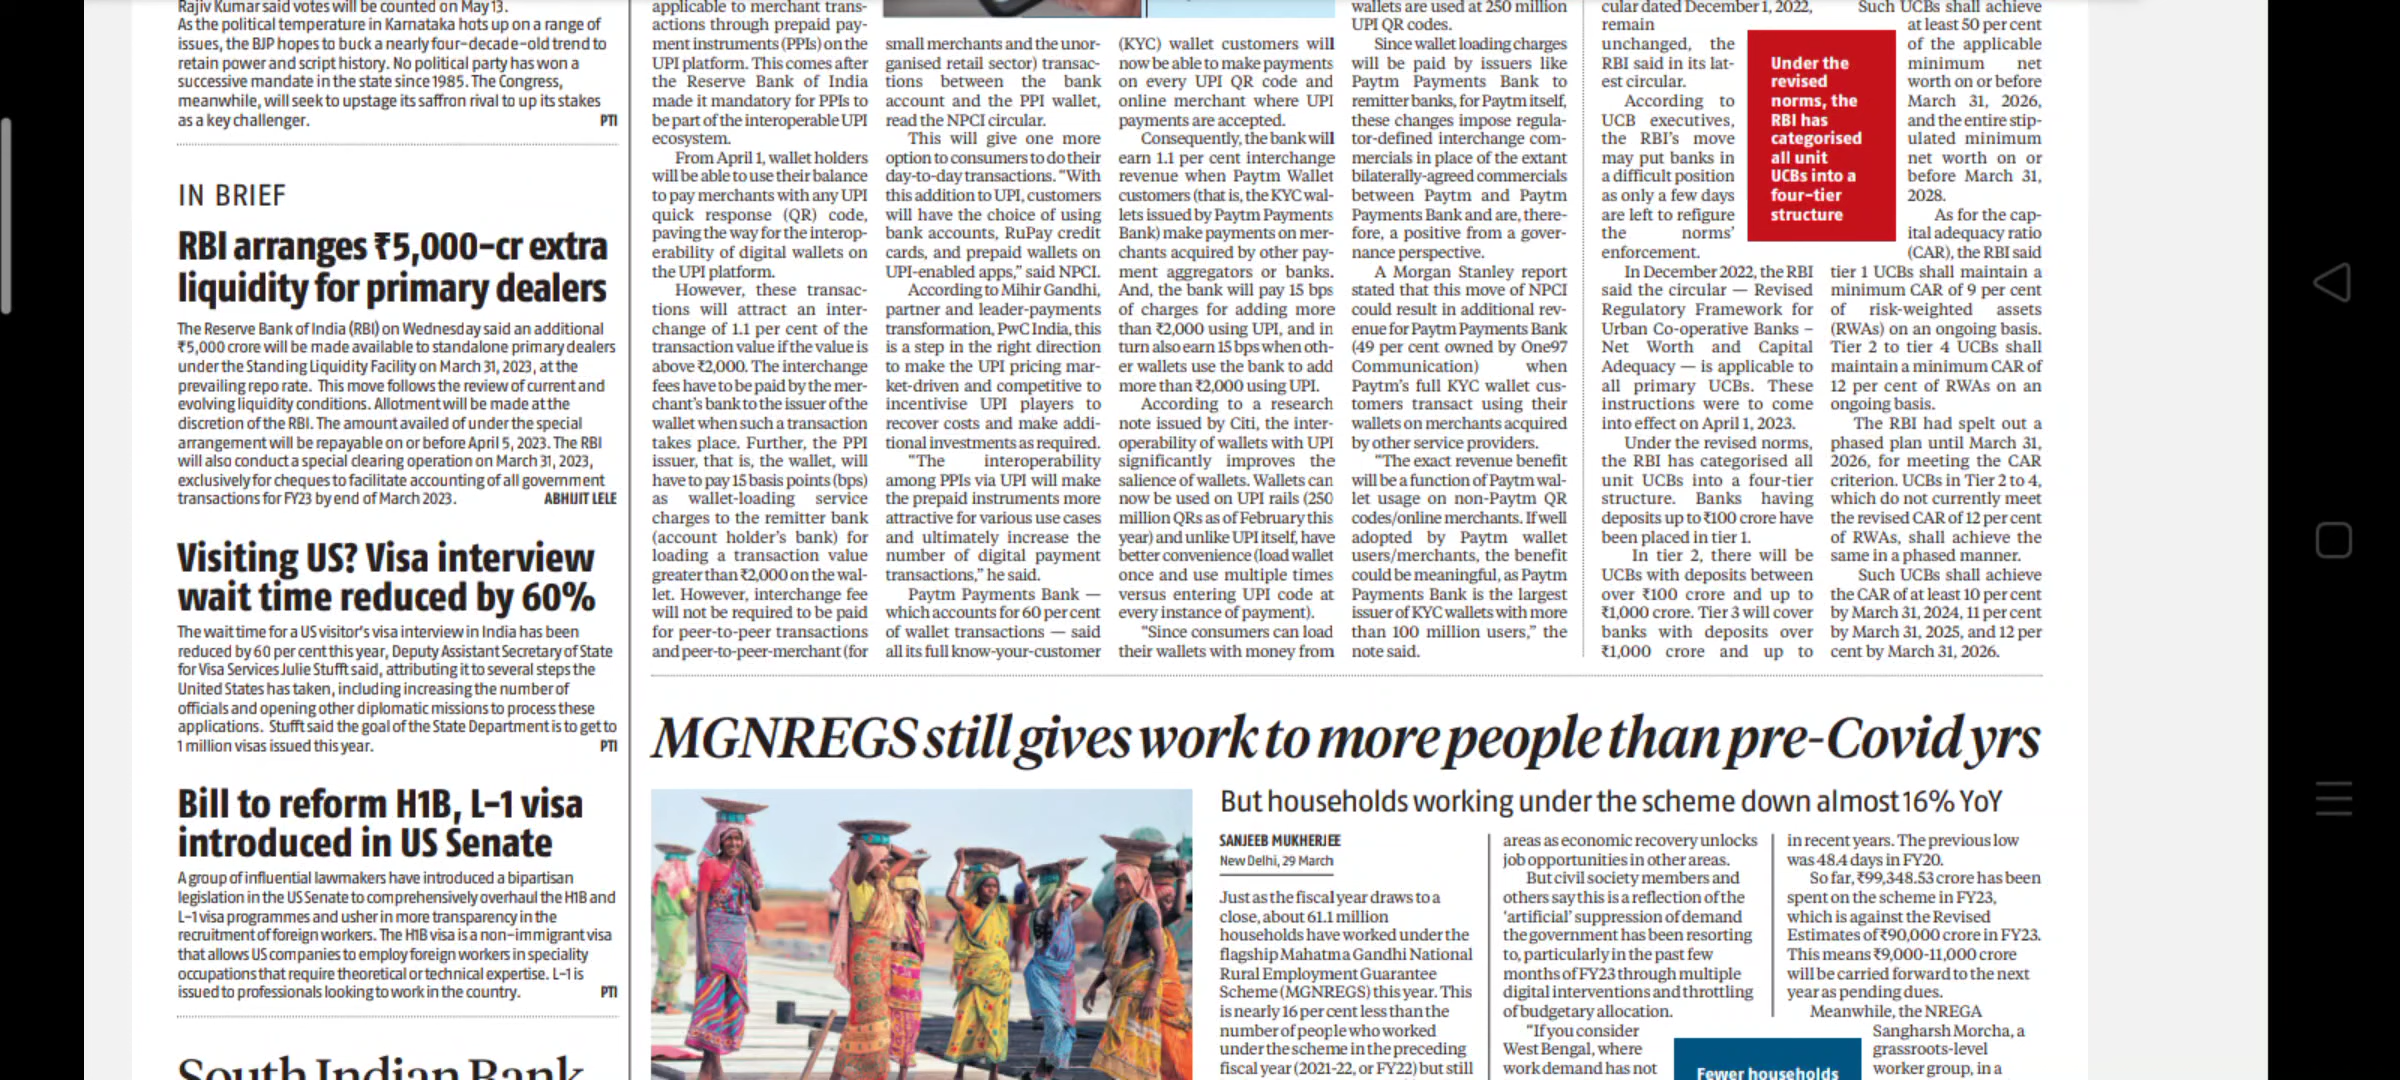 Rajiv Kumar said votes will be counted on May 13.
As the political temperature in Karnataka hots up on a range of
issues, the BJP hopes to buck a nearly four-decade-old trend to
retain power and script history. No political party has won a
successive mandate in the state since 1985. The Congress,
meanwhile, will seek to upstage its saffron rival to up its stakes
as a key challenger. PTI
IN BRIEF
RBI arranges ₹5,000-cr extra
liquidity for primary dealers
The Reserve Bank of India (RBI) on Wednesday said an additional
₹5,000 crore will be made available to standalone primary dealers
under the Standing Liquidity Facility on March 31, 2023, at the
prevailing repo rate. This move follows the review of current and
evolving liquidity conditions. Allotment will be made at the
discretion of the RBI. The amount availed of under the special
arrangement will be repayable on or before April 5, 2023. The RBI
will also conduct a special clearing operation on March 31, 2023,
exclusively for cheques to facilitate accounting of all government
transactions for FY23 by end of March 2023. ABHIJIT LELE
Visiting US? Visa interview
wait time reduced by 60%
The wait time for a US visitor's visa interview in India has been
reduced by 60 per cent this year, Deputy Assistant Secretary of State
for Visa Services Julie Stufft said, attributing it to several steps the
United States has taken, including increasing the number of
officials and opening other diplomatic missions to process these
applications. Stufft said the goal of the State Department is to get to
1 million visas issued this year. PTI
Bill to reform H1B, L-1 visa
introduced in US Senate
A group of influential lawmakers have introduced a bipartisan
legislation in the US Senate to comprehensively overhaul the H1B and
L-1 visa programmes and usher in more transparency in the
recruitment of foreign workers. The H1B visa is a non-immigrant visa
that allows US companies to employ foreign workers in speciality
occupations that require theoretical or technical expertise. L-1 is
issued to professionals looking to work in the country. PTI
South Indian Bank
applicable to merchant trans-
actions through prepaid pay-
ment instruments (PPIs) on the
UPI platform. This comes after
the Reserve Bank of India
made it mandatory for PPIs to
be part of the interoperable UPI
ecosystem.
From April 1, wallet holders
will be able to use their balance
to pay merchants with any UPI
quick response (QR) code,
paving the way for the interop-
erability of digital wallets on
the UPI platform.
However, these transac-
tions will attract an inter-
change of 1.1 per cent of the
transaction value if the value is
above ₹2,000. The interchange
fees have to be paid by the mer-
chant's bank to the issuer of the
wallet when such a transaction
takes place. Further, the PPI
issuer, that is, the wallet, will
have to pay 15 basis points (bps)
as wallet-loading service
charges to the remitter bank
(account holder's bank) for
loading a transaction value
greater than ₹2,000 on the wal-
let. However, interchange fee
will not be required to be paid
for peer-to-peer transactions
and peer-to-peer-merchant (for
small merchants and the unor-
ganised retail sector) transac-
tions between the bank
account and the PPI wallet,
read the NPCI circular.
This will give one more
option to consumers to do their
day-to-day transactions. "With
this addition to UPI, customers
will have the choice of using
bank accounts, RuPay credit
cards, and prepaid wallets on
UPI-enabled apps," said NPCI.
According to Mihir Gandhi,
partner and leader-payments
transformation, PwC India, this
is a step in the right direction
to make the UPI pricing mar-
ket-driven and competitive to
incentivise UPI players to
recover costs and make addi-
tional investments as required.
"The interoperability
among PPIs via UPI will make
the prepaid instruments more
attractive for various use cases
and ultimately increase the
number of digital payment
transactions," he said.
Paytm Payments Bank —
which accounts for 60 per cent
of wallet transactions — said
all its full know-your-customer
(KYC) wallet customers will
now be able to make payments
on every UPI QR code and
online merchant where UPI
payments are accepted.
Consequently, the bank will
earn 1.1 per cent interchange
revenue when Paytm Wallet
customers (that is, the KYC wal-
lets issued by Paytm Payments
Bank) make payments on mer-
chants acquired by other pay-
ment aggregators or banks.
And, the bank will pay 15 bps
of charges for adding more
than ₹2,000 using UPI, and in
turn also earn 15 bps when oth-
er wallets use the bank to add
more than ₹2,000 using UPI.
According to a research
note issued by Citi, the inter-
operability of wallets with UPI
significantly improves the
salience of wallets. Wallets can
now be used on UPI rails (250
million QRs as of February this
year) and unlike UPI itself, have
better convenience (load wallet
once and use multiple times
versus entering UPI code at
every instance of payment).
"Since consumers can load
their wallets with money from
wallets are used at 250 million
UPI QR codes.
Since wallet loading charges
will be paid by issuers like
Paytm Payments Bank to
remitter banks, for Paytm itself,
these changes impose regula-
tor-defined interchange com-
mercials in place of the extant
bilaterally-agreed commercials
between Paytm and Paytm
Payments Bank and are, there-
fore, a positive from a gover-
nance perspective.
A Morgan Stanley report
stated that this move of NPCI
could result in additional rev-
enue for Paytm Payments Bank
(49 per cent owned by One97
Communication) when
Paytm's full KYC wallet cus-
tomers transact using their
wallets on merchants acquired
by other service providers.
"The exact revenue benefit
will be a function of Paytm wal-
let usage on non-Paytm QR
codes/online merchants. If well
adopted by Paytm wallet
users/merchants, the benefit
could be meaningful, as Paytm
Payments Bank is the largest
issuer of KYC wallets with more
than 100 million users," the
note said.
cular dated December 1, 2022,
remain
unchanged, the
RBI said in its lat-
est circular.
According to
UCB executives,
the RBI's move
may put banks in
a difficult position
as only a few days
are left to refigure
the norms'
enforcement.
In December 2022, the RBI
said the circular — Revised
Regulatory Framework for
Urban Co-operative Banks –
Net Worth and Capital
Adequacy — is applicable to
all primary UCBs. These
instructions were to come
into effect on April 1, 2023.
Under the revised norms,
the RBI has categorised all
unit UCBs into a four-tier
structure. Banks having
deposits up to ₹100 crore have
been placed in tier 1.
In tier 2, there will be
UCBs with deposits between
over ₹100 crore and up to
₹1,000 crore. Tier 3 will cover
banks with deposits over
₹1,000 crore and up to
Under the
revised
norms, the
RBI has
categorised
all unit
UCBs into a
four-tier
structure
Such UCBs shall achieve
at least 50 per cent
of the applicable
minimum net
worth on or before
March 31, 2026,
and the entire stip-
ulated minimum
net worth on or
before March 31,
2028.
As for the cap-
ital adequacy ratio
(CAR), the RBI said
tier 1 UCBs shall maintain a
minimum CAR of 9 per cent
of risk-weighted assets
(RWAs) on an ongoing basis.
Tier 2 to tier 4 UCBs shall
maintain a minimum CAR of
12 per cent of RWAs on an
ongoing basis.
The RBI had spelt out a
phased plan until March 31,
2026, for meeting the CAR
criterion. UCBs in Tier 2 to 4,
which do not currently meet
the revised CAR of 12 per cent
of RWAs, shall achieve the
same in a phased manner.
Such UCBs shall achieve
the CAR of at least 10 per cent
by March 31, 2024, 11 per cent
by March 31, 2025, and 12 per
cent by March 31, 2026.
MGNREGS still gives work to more people than pre-Covid yrs
But households working under the scheme down almost 16% YoY
SANJEEB MUKHERJEE
New Delhi, 29 March
Just as the fiscal year draws to a
close, about 61.1 million
households have worked under the
flagship Mahatma Gandhi National
Rural Employment Guarantee
Scheme (MGNREGS) this year. This
is nearly 16 per cent less than the
number of people who worked
under the scheme in the preceding
fiscal year (2021-22, or FY22) but still
areas as economic recovery unlocks
job opportunities in other areas.
But civil society members and
others say this is a reflection of the
'artificial' suppression of demand
the government has been resorting
to, particularly in the past few
months of FY23 through multiple
digital interventions and throttling
of budgetary allocation.
"If you consider
West Bengal, where
work demand has not
Fewer households
in recent years. The previous low
was 48.4 days in FY20.
So far, ₹99,348.53 crore has been
spent on the scheme in FY23,
which is against the Revised
Estimates of ₹90,000 crore in FY23.
This means ₹9,000-11,000 crore
will be carried forward to the next
year as pending dues.
Meanwhile, the NREGA
Sangharsh Morcha, a
grassroots-level
worker group, in a